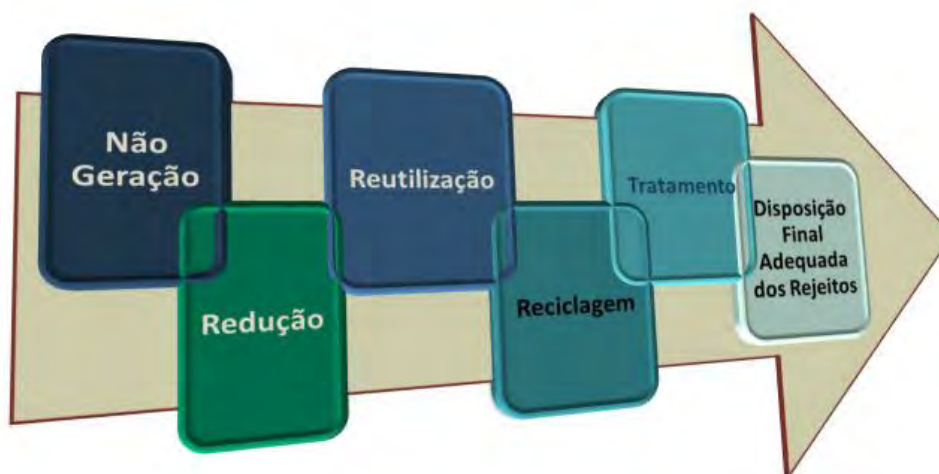 Não
Geração
Redução
Reutilização
Reciclagem
Tratamento
Disposição
Final
Adequada
dos Rejeitos